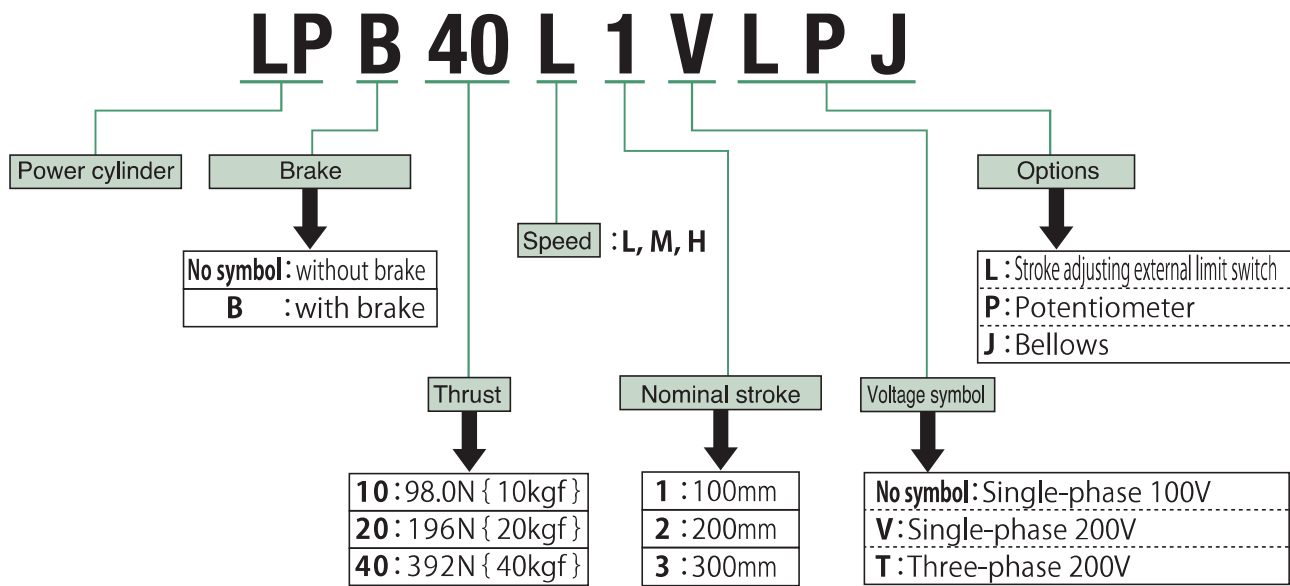 LP B 40 L 1 V L P J
Power cylinder
Brake
Options
No symbol : without brake
B : with brake
Speed : L, M, H
L : Stroke adjusting external limit switch
P : Potentiometer
J : Bellows
Thrust
Nominal stroke
Voltage symbol
10 : 98.0N { 10kgf }
20 : 196N { 20kgf }
40 : 392N { 40kgf }
1 : 100mm
2 : 200mm
3 : 300mm
No symbol : Single-phase 100V
V : Single-phase 200V
T : Three-phase 200V